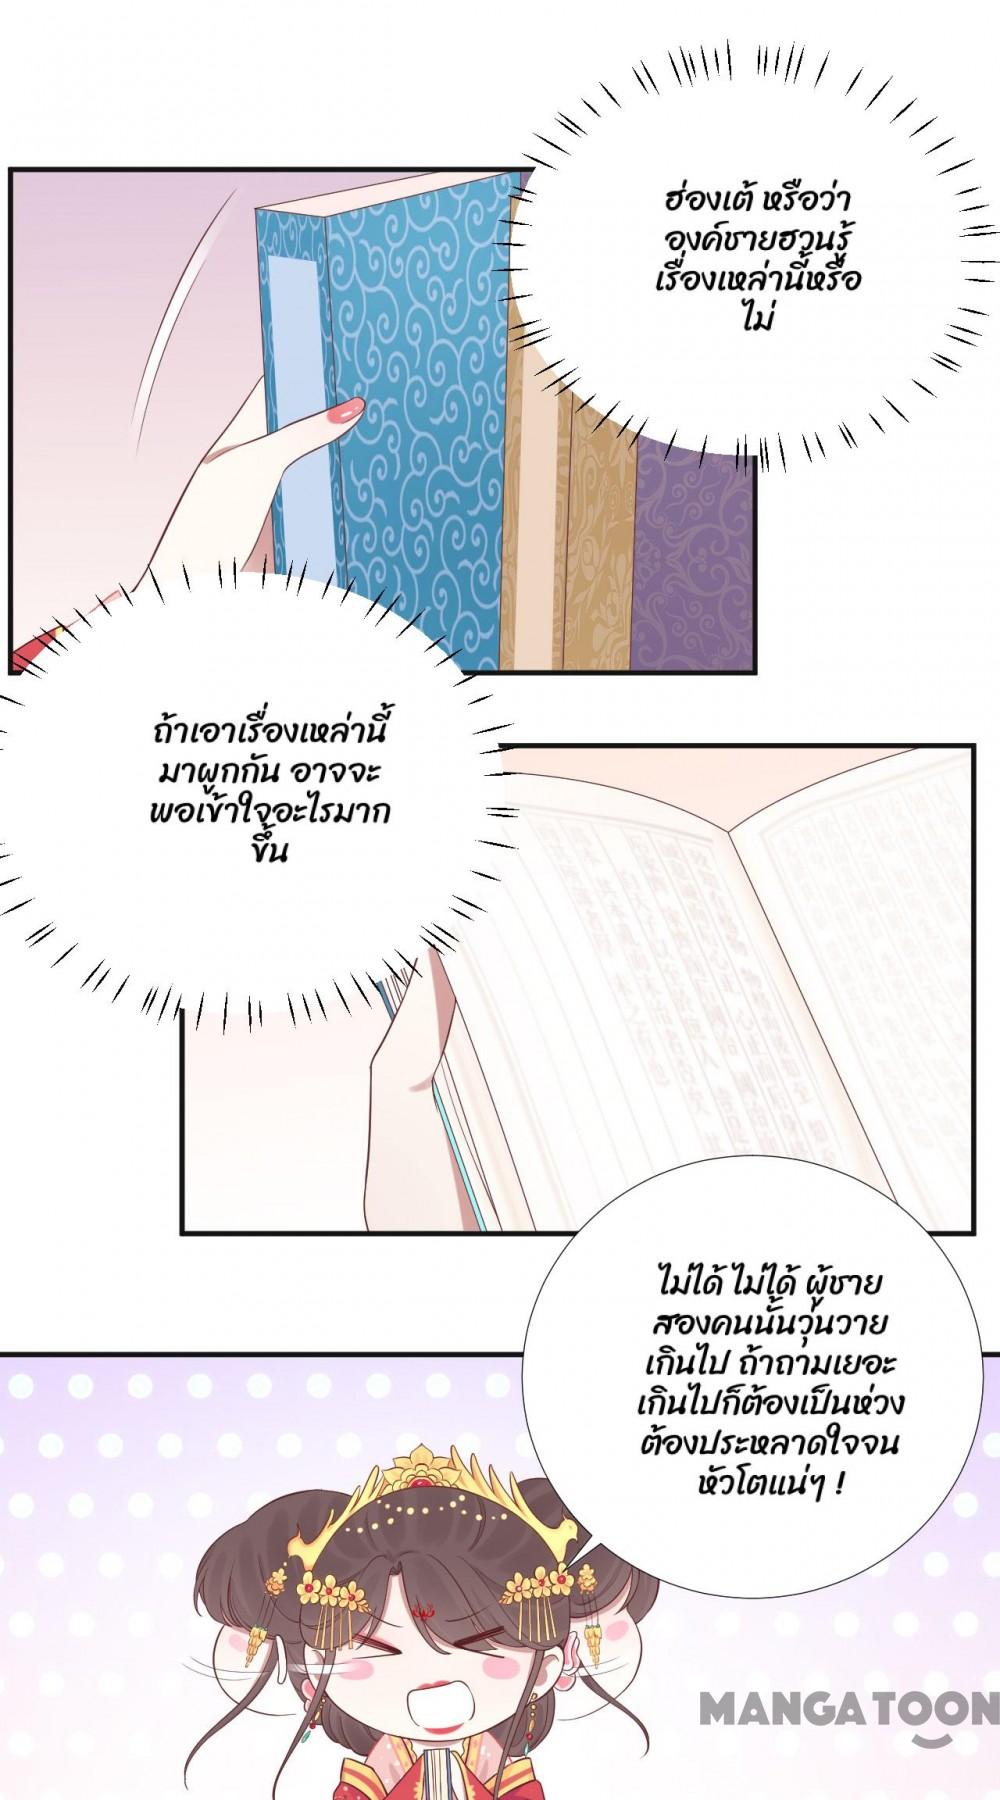 ฮ่องเต้ หรือว่า
องค์ชายฮวนรู้
เรื่องเหล่านี้หรือ
ไม่
ถ้าเอาเรื่องเหล่านี้
มาผูกกัน อาจจะ
พอเข้าใจอะไรมาก
ขึ้น
ไม่ได้ ไม่ได้ ผู้ชาย
สองคนนั้นวุ่นวาย
เกินไป ถ้าถามเยอะ
เกินไปก็ต้องเป็นห่วง
ต้องประหลาดใจจน
หัวโตแน่ๆ !
MANGATOON